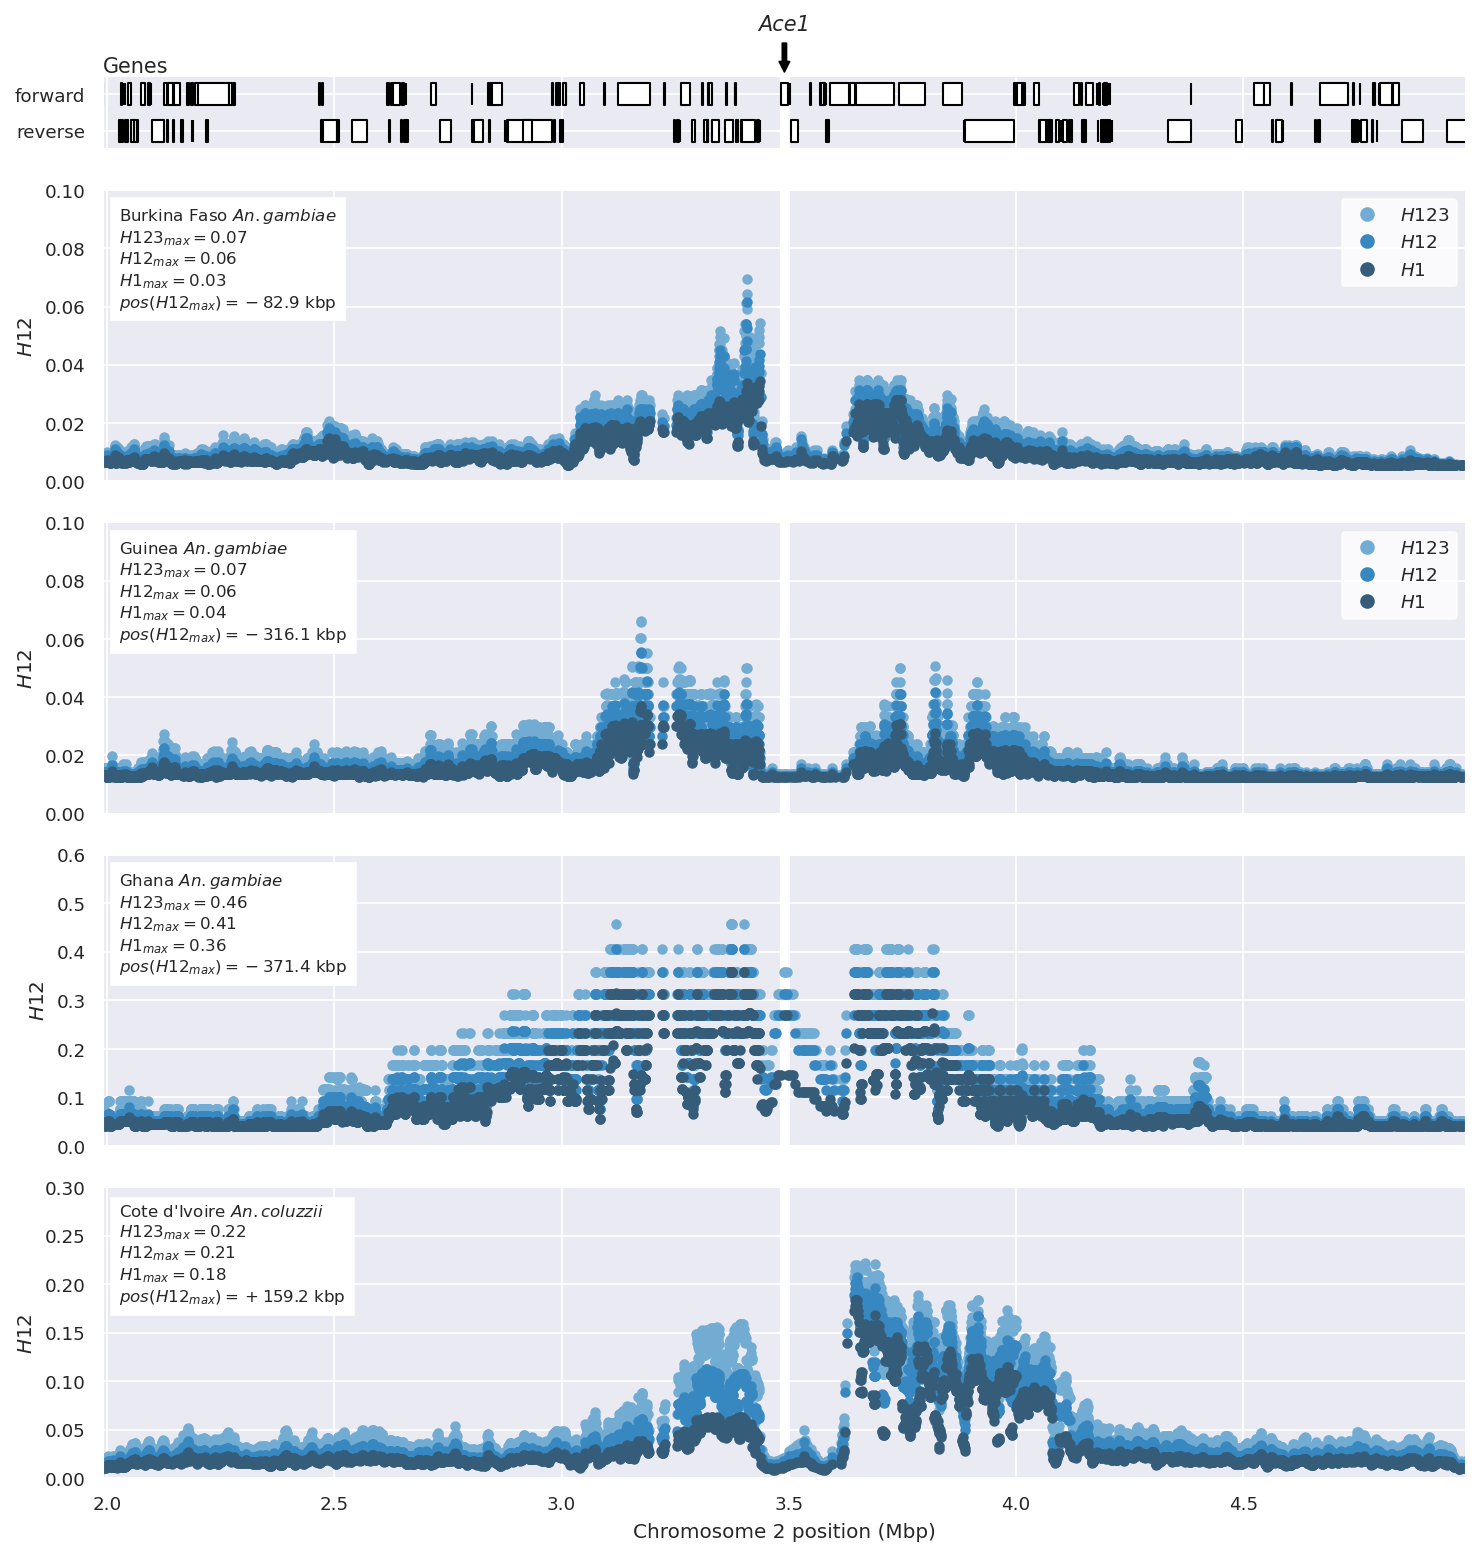 Ace1
Genes
forward
reverse
0.10
0.08
0.06
0.04
0.02
0.00
H12
Burkina Faso An.gambiae
H123max = 0.07
H12max = 0.06
H1max = 0.03
pos(H12max) = − 82.9 kbp
H123
H12
H1
0.10
0.08
0.06
0.04
0.02
0.00
H12
Guinea An.gambiae
H123max = 0.07
H12max = 0.06
H1max = 0.04
pos(H12max) = − 316.1 kbp
H123
H12
H1
0.6
0.5
0.4
0.3
0.2
0.1
0.0
H12
Ghana An.gambiae
H123max = 0.46
H12max = 0.41
H1max = 0.36
pos(H12max) = − 371.4 kbp
0.30
0.25
0.20
0.15
0.10
0.05
0.00
H12
Cote d'Ivoire An.coluzzii
H123max = 0.22
H12max = 0.21
H1max = 0.18
pos(H12max) = + 159.2 kbp
2.0 2.5 3.0 3.5 4.0 4.5
Chromosome 2 position (Mbp)